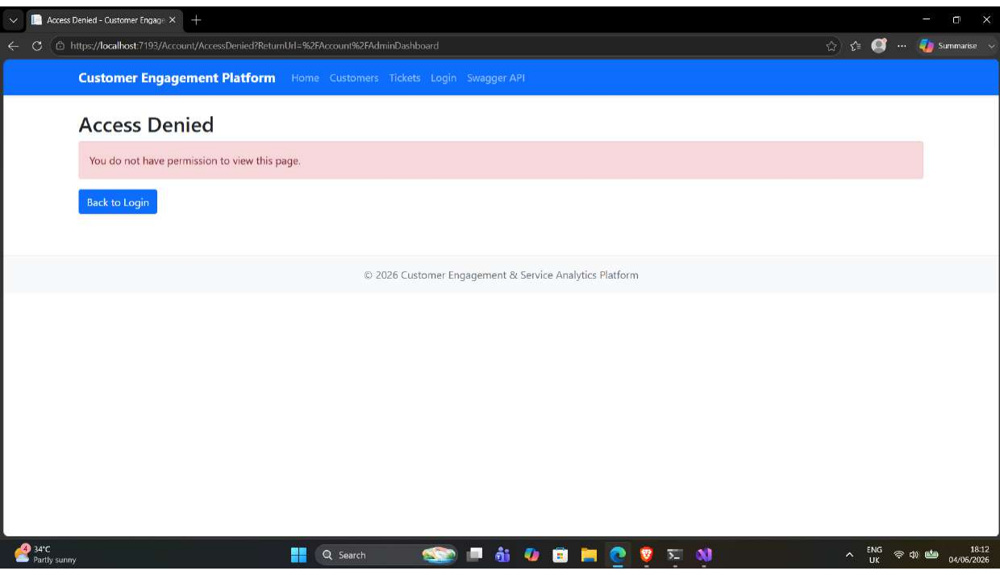 Access Denied - Customer Engage
https://localhost:7193/Account/AccessDenied?ReturnUrl=%2FAccount%2FAdminDashboard
Summarise
Customer Engagement Platform Home Customers Tickets Login Swagger API
Access Denied
You do not have permission to view this page.
Back to Login
© 2026 Customer Engagement & Service Analytics Platform
4
34°C
Partly sunny
Search
ENG
UK
18:12
04/06/2026